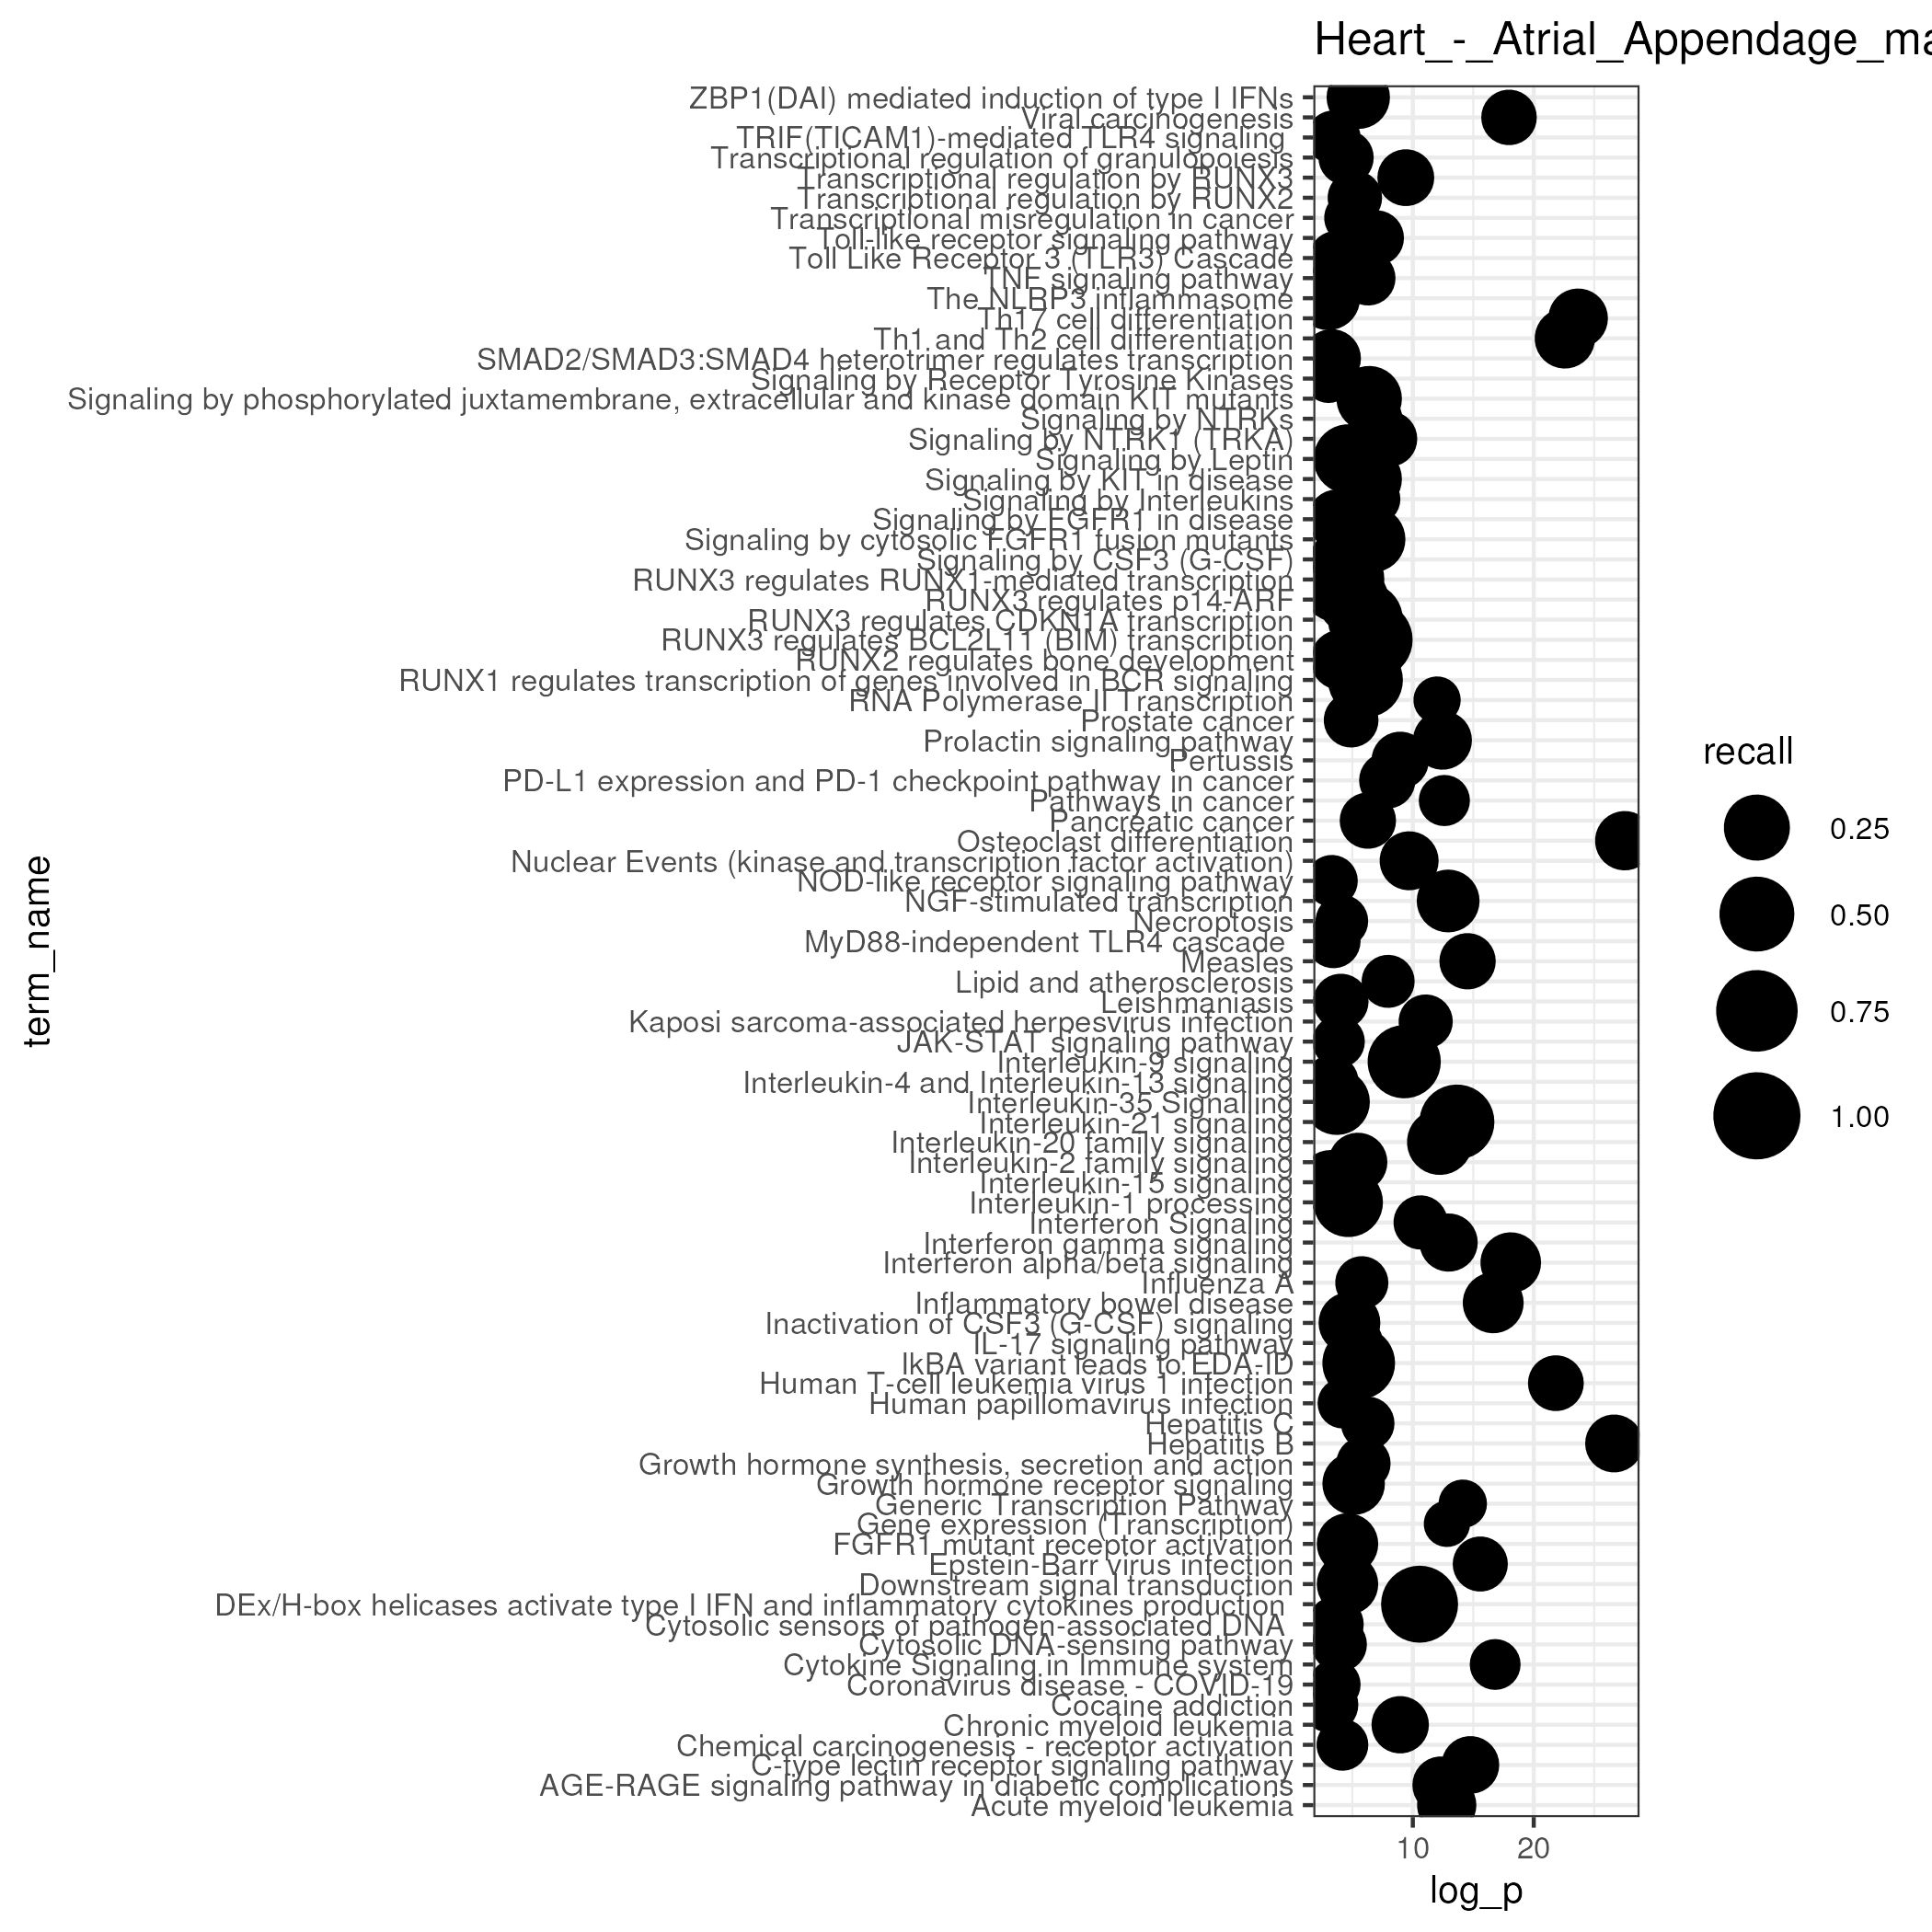 Heart_-_Atrial_Appendage_ma
ZBP1(DAI) mediated induction of type I IFNs
Viral carcinogenesis
TRIF(TICAM1)-mediated TLR4 signaling
Transcriptional regulation of granulopoiesis
Transcriptional regulation by RUNX3
Transcriptional regulation by RUNX2
Transcriptional misregulation in cancer
Toll-like receptor signaling pathway
Toll Like Receptor 3 (TLR3) Cascade
TNF signaling pathway
The NLRP3 inflammasome
Th17 cell differentiation
Th1 and Th2 cell differentiation
SMAD2/SMAD3:SMAD4 heterotrimer regulates transcription
Signaling by Receptor Tyrosine Kinases
Signaling by phosphorylated juxtamembrane, extracellular and kinase domain KIT mutants
Signaling by NTRKs
Signaling by NTRK1 (TRKA)
Signaling by Leptin
Signaling by KIT in disease
Signaling by Interleukins
Signaling by FGFR1 in disease
Signaling by cytosolic FGFR1 fusion mutants
Signaling by CSF3 (G-CSF)
RUNX3 regulates RUNX1-mediated transcription
RUNX3 regulates p14-ARF
RUNX3 regulates CDKN1A transcription
RUNX3 regulates BCL2L11 (BIM) transcription
RUNX2 regulates bone development
RUNX1 regulates transcription of genes involved in BCR signaling
RNA Polymerase II Transcription
Prostate cancer
Prolactin signaling pathway
Pertussis
PD-L1 expression and PD-1 checkpoint pathway in cancer
Pathways in cancer
Pancreatic cancer
Osteoclast differentiation
Nuclear Events (kinase and transcription factor activation)
NOD-like receptor signaling pathway
NGF-stimulated transcription
Necroptosis
MyD88-independent TLR4 cascade
Measles
Lipid and atherosclerosis
Leishmaniasis
Kaposi sarcoma-associated herpesvirus infection
JAK-STAT signaling pathway
Interleukin-9 signaling
Interleukin-4 and Interleukin-13 signaling
Interleukin-35 Signalling
Interleukin-21 signaling
Interleukin-20 family signaling
Interleukin-2 family signaling
Interleukin-15 signaling
Interleukin-1 processing
Interferon Signaling
Interferon gamma signaling
Interferon alpha/beta signaling
Influenza A
Inflammatory bowel disease
Inactivation of CSF3 (G-CSF) signaling
IL-17 signaling pathway
IkBA variant leads to EDA-ID
Human T-cell leukemia virus 1 infection
Human papillomavirus infection
Hepatitis C
Hepatitis B
Growth hormone synthesis, secretion and action
Growth hormone receptor signaling
Generic Transcription Pathway
Gene expression (Transcription)
FGFR1 mutant receptor activation
Epstein-Barr virus infection
Downstream signal transduction
DEx/H-box helicases activate type I IFN and inflammatory cytokines production
Cytosolic sensors of pathogen-associated DNA
Cytosolic DNA-sensing pathway
Cytokine Signaling in Immune system
Coronavirus disease - COVID-19
Cocaine addiction
Chronic myeloid leukemia
Chemical carcinogenesis - receptor activation
C-type lectin receptor signaling pathway
AGE-RAGE signaling pathway in diabetic complications
Acute myeloid leukemia
term_name
10
20
log_p
recall
0.25
0.50
0.75
1.00